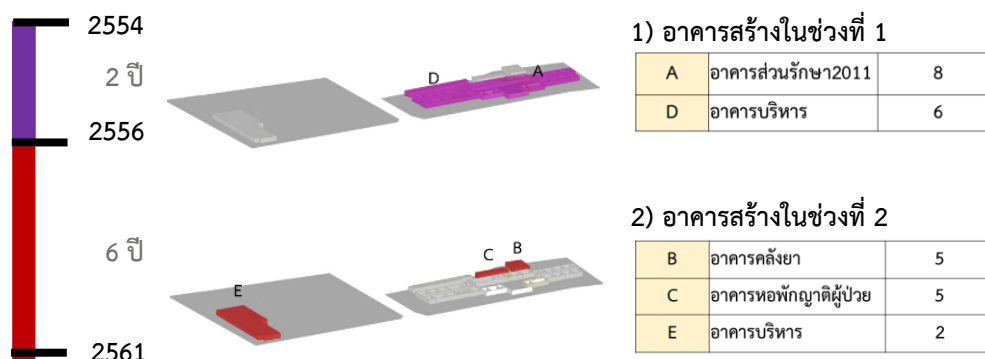 2554
2 ปี
2556
6 ปี
2561
D
A
E
C
B
1) อาคารสร้างในช่วงที่ 1
A อาคารส่วนรักษา2011 8
D อาคารบริหาร 6
2) อาคารสร้างในช่วงที่ 2
B อาคารคลังยา 5
C อาคารหอพักญาติผู้ป่วย 5
E อาคารบริหาร 2